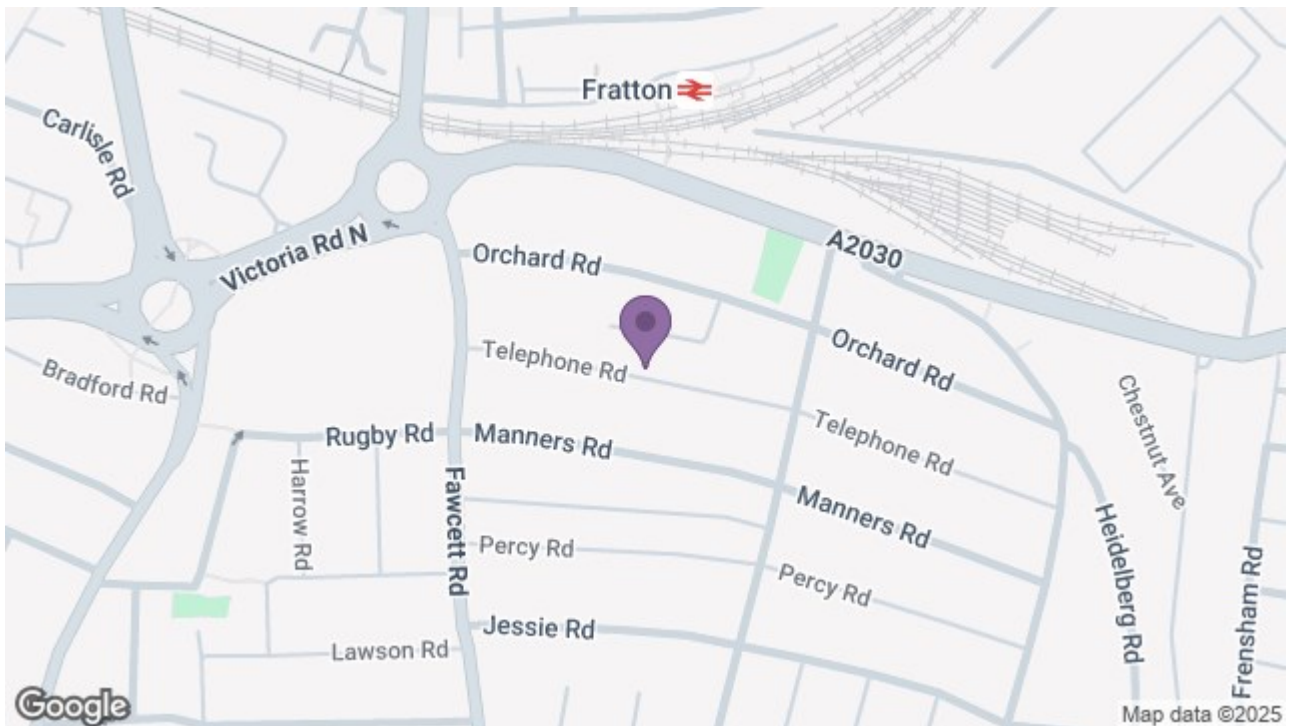 Fratton
Carlisle Rd
Victoria Rd N
Orchard Rd
A2030
Telephone Rd
Orchard Rd
Bradford Rd
Rugby Rd
Manners Rd
Telephone Rd
Chestnut Ave
Harrow Rd
Fawcett Rd
Manners Rd
Heidelberg Rd
Percy Rd
Percy Rd
Frensham Rd
Jessie Rd
Lawson Rd
Google
Map data ©2025